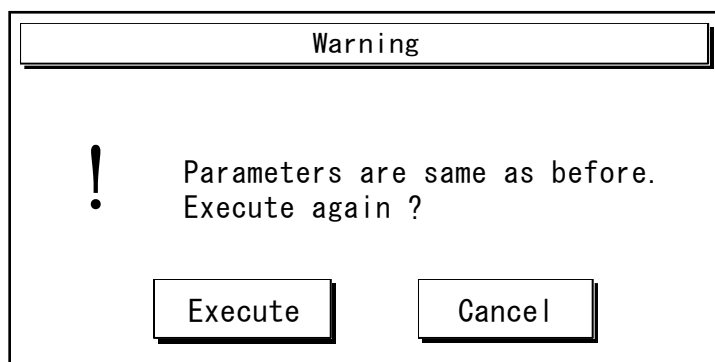 Warning
!
Parameters are same as before.
Execute again ?
Execute Cancel